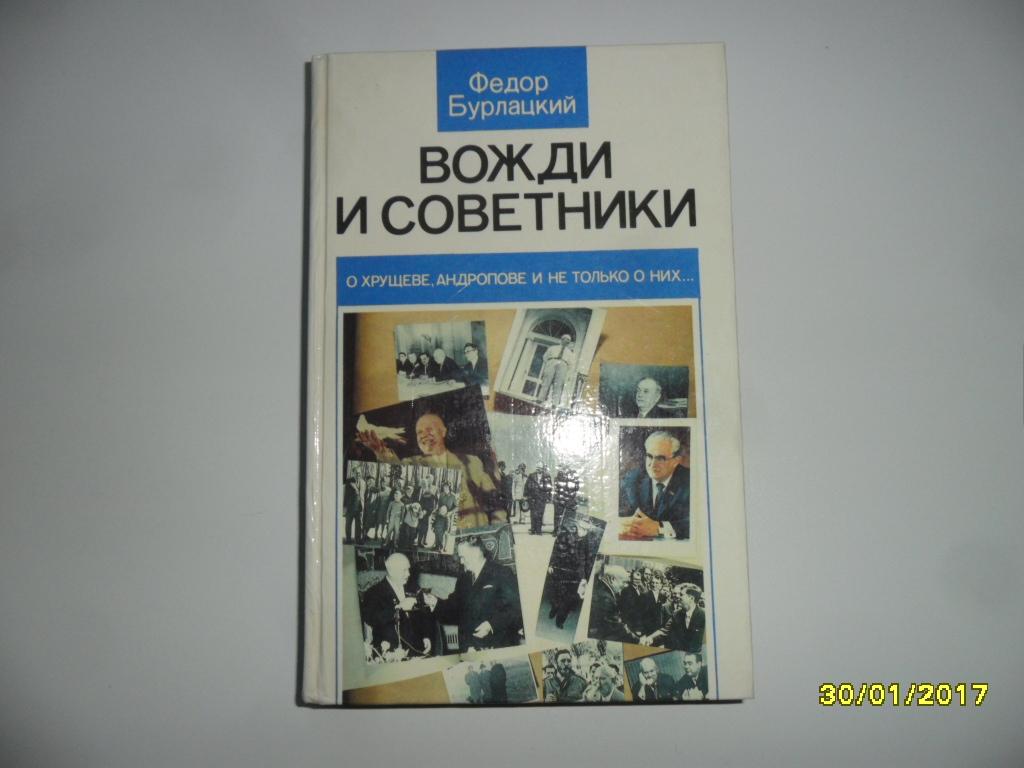 Федор
Бурлацкий
ВОЖДИ
И СОВЕТНИКИ
О ХРУЩЕВЕ, АНДРОПОВЕ И НЕ ТОЛЬКО О НИХ...
30/01/2017